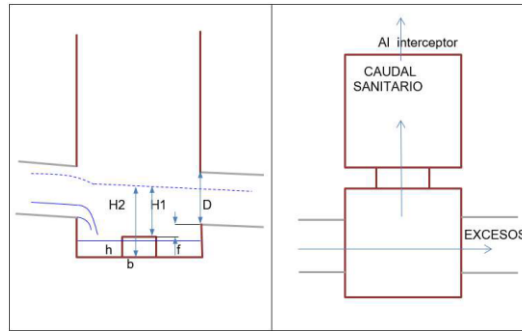 H2
H1
D
h
f
b
Al interceptor
CAUDAL
SANITARIO
EXCESOS